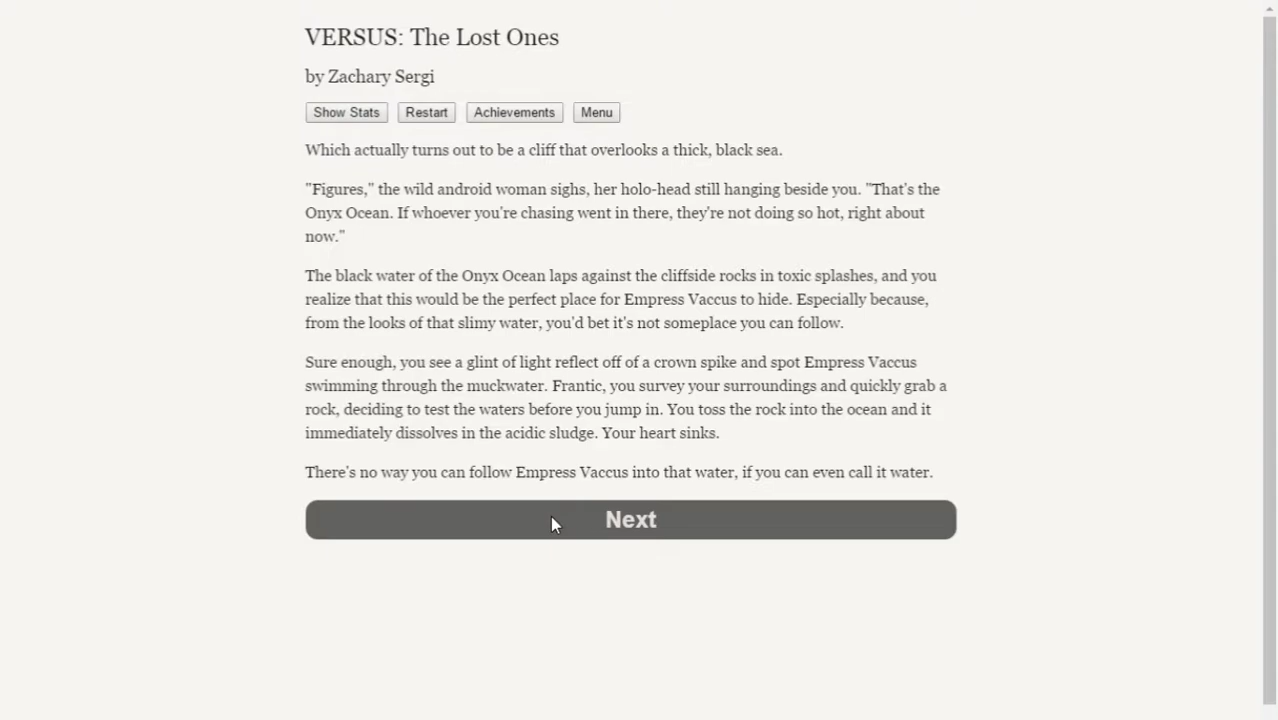 VERSUS: The Lost Ones
by Zachary Sergi
Show Stats Restart Achievements Menu
Which actually turns out to be a cliff that overlooks a thick, black sea.
"Figures," the wild android woman sighs, her holo-head still hanging beside you. "That's the
Onyx Ocean. If whoever you're chasing went in there, they're not doing so hot, right about
now."
The black water of the Onyx Ocean laps against the cliffside rocks in toxic splashes, and you
realize that this would be the perfect place for Empress Vaccus to hide. Especially because,
from the looks of that slimy water, you'd bet it's not someplace you can follow.
Sure enough, you see a glint of light reflect off of a crown spike and spot Empress Vaccus
swimming through the muckwater. Frantic, you survey your surroundings and quickly grab a
rock, deciding to test the waters before you jump in. You toss the rock into the ocean and it
immediately dissolves in the acidic sludge. Your heart sinks.
There's no way you can follow Empress Vaccus into that water, if you can even call it water.
Next